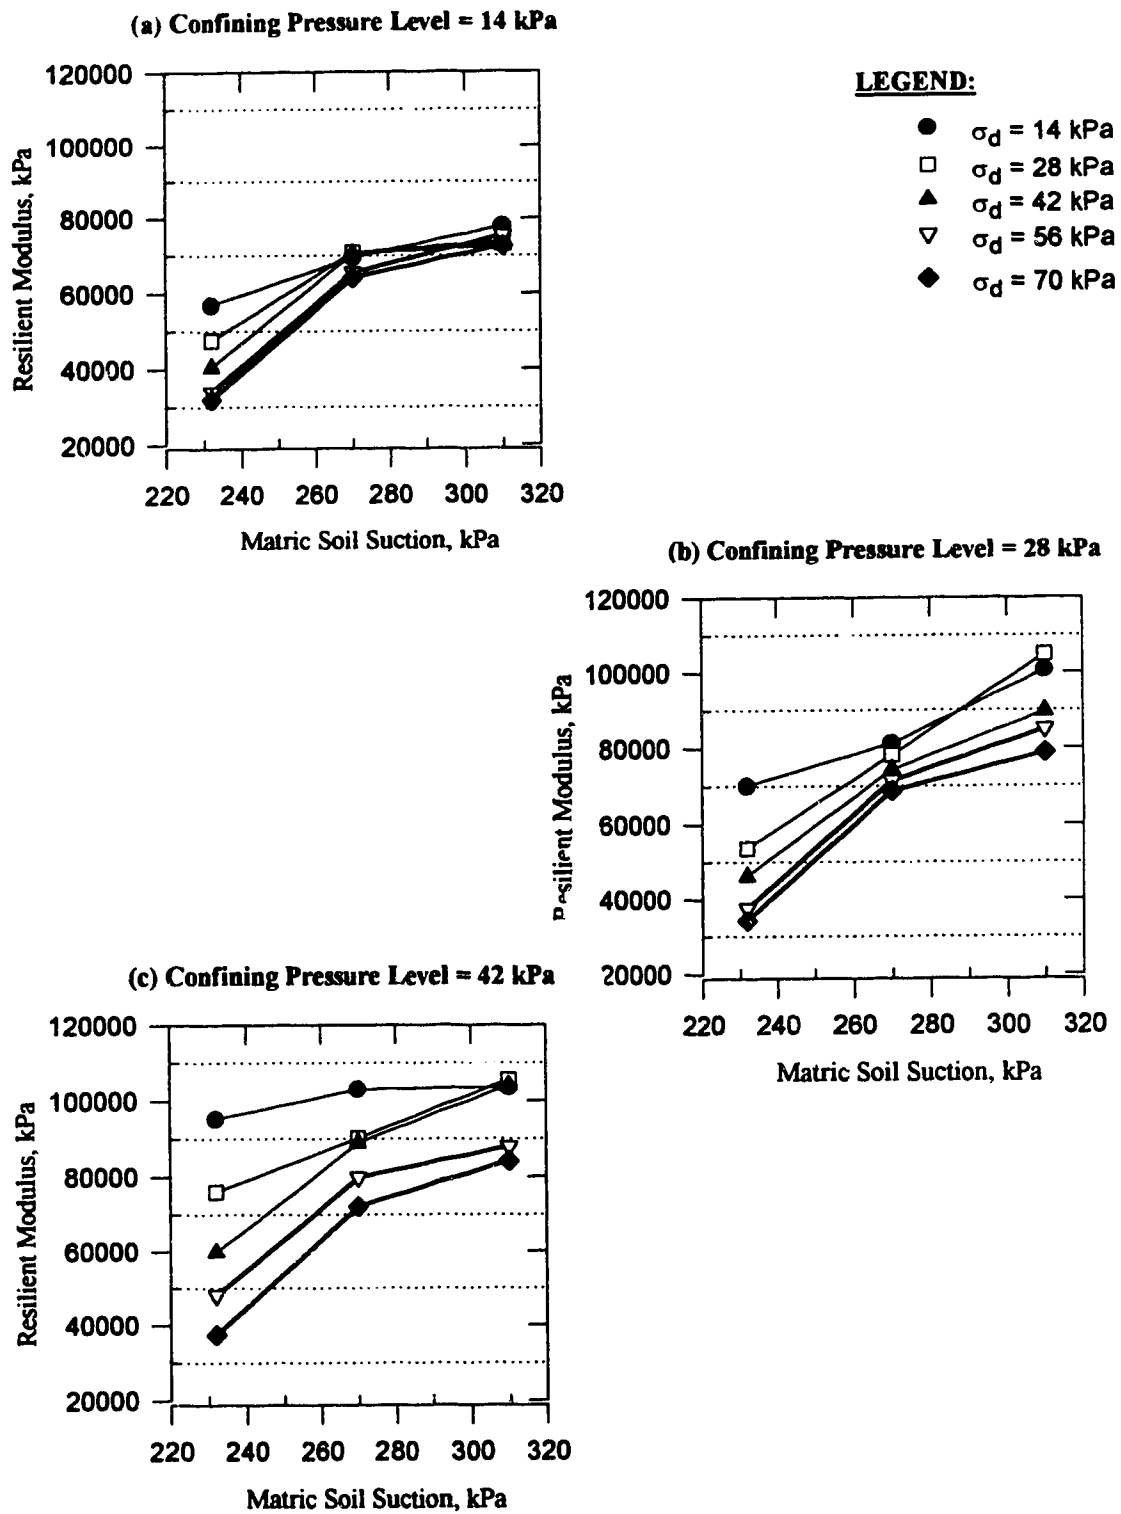 (a) Confining Pressure Level = 14 kPa
120000
100000
80000
60000
40000
20000
Resilient Modulus, kPa
220 240 260 280 300 320
Matric Soil Suction, kPa
LEGEND:
σd = 14 kPa
σd = 28 kPa
σd = 42 kPa
σd = 56 kPa
σd = 70 kPa
(b) Confining Pressure Level = 28 kPa
120000
100000
80000
60000
40000
20000
Resilient Modulus, kPa
220 240 260 280 300 320
Matric Soil Suction, kPa
(c) Confining Pressure Level = 42 kPa
120000
100000
80000
60000
40000
20000
Resilient Modulus, kPa
220 240 260 280 300 320
Matric Soil Suction, kPa